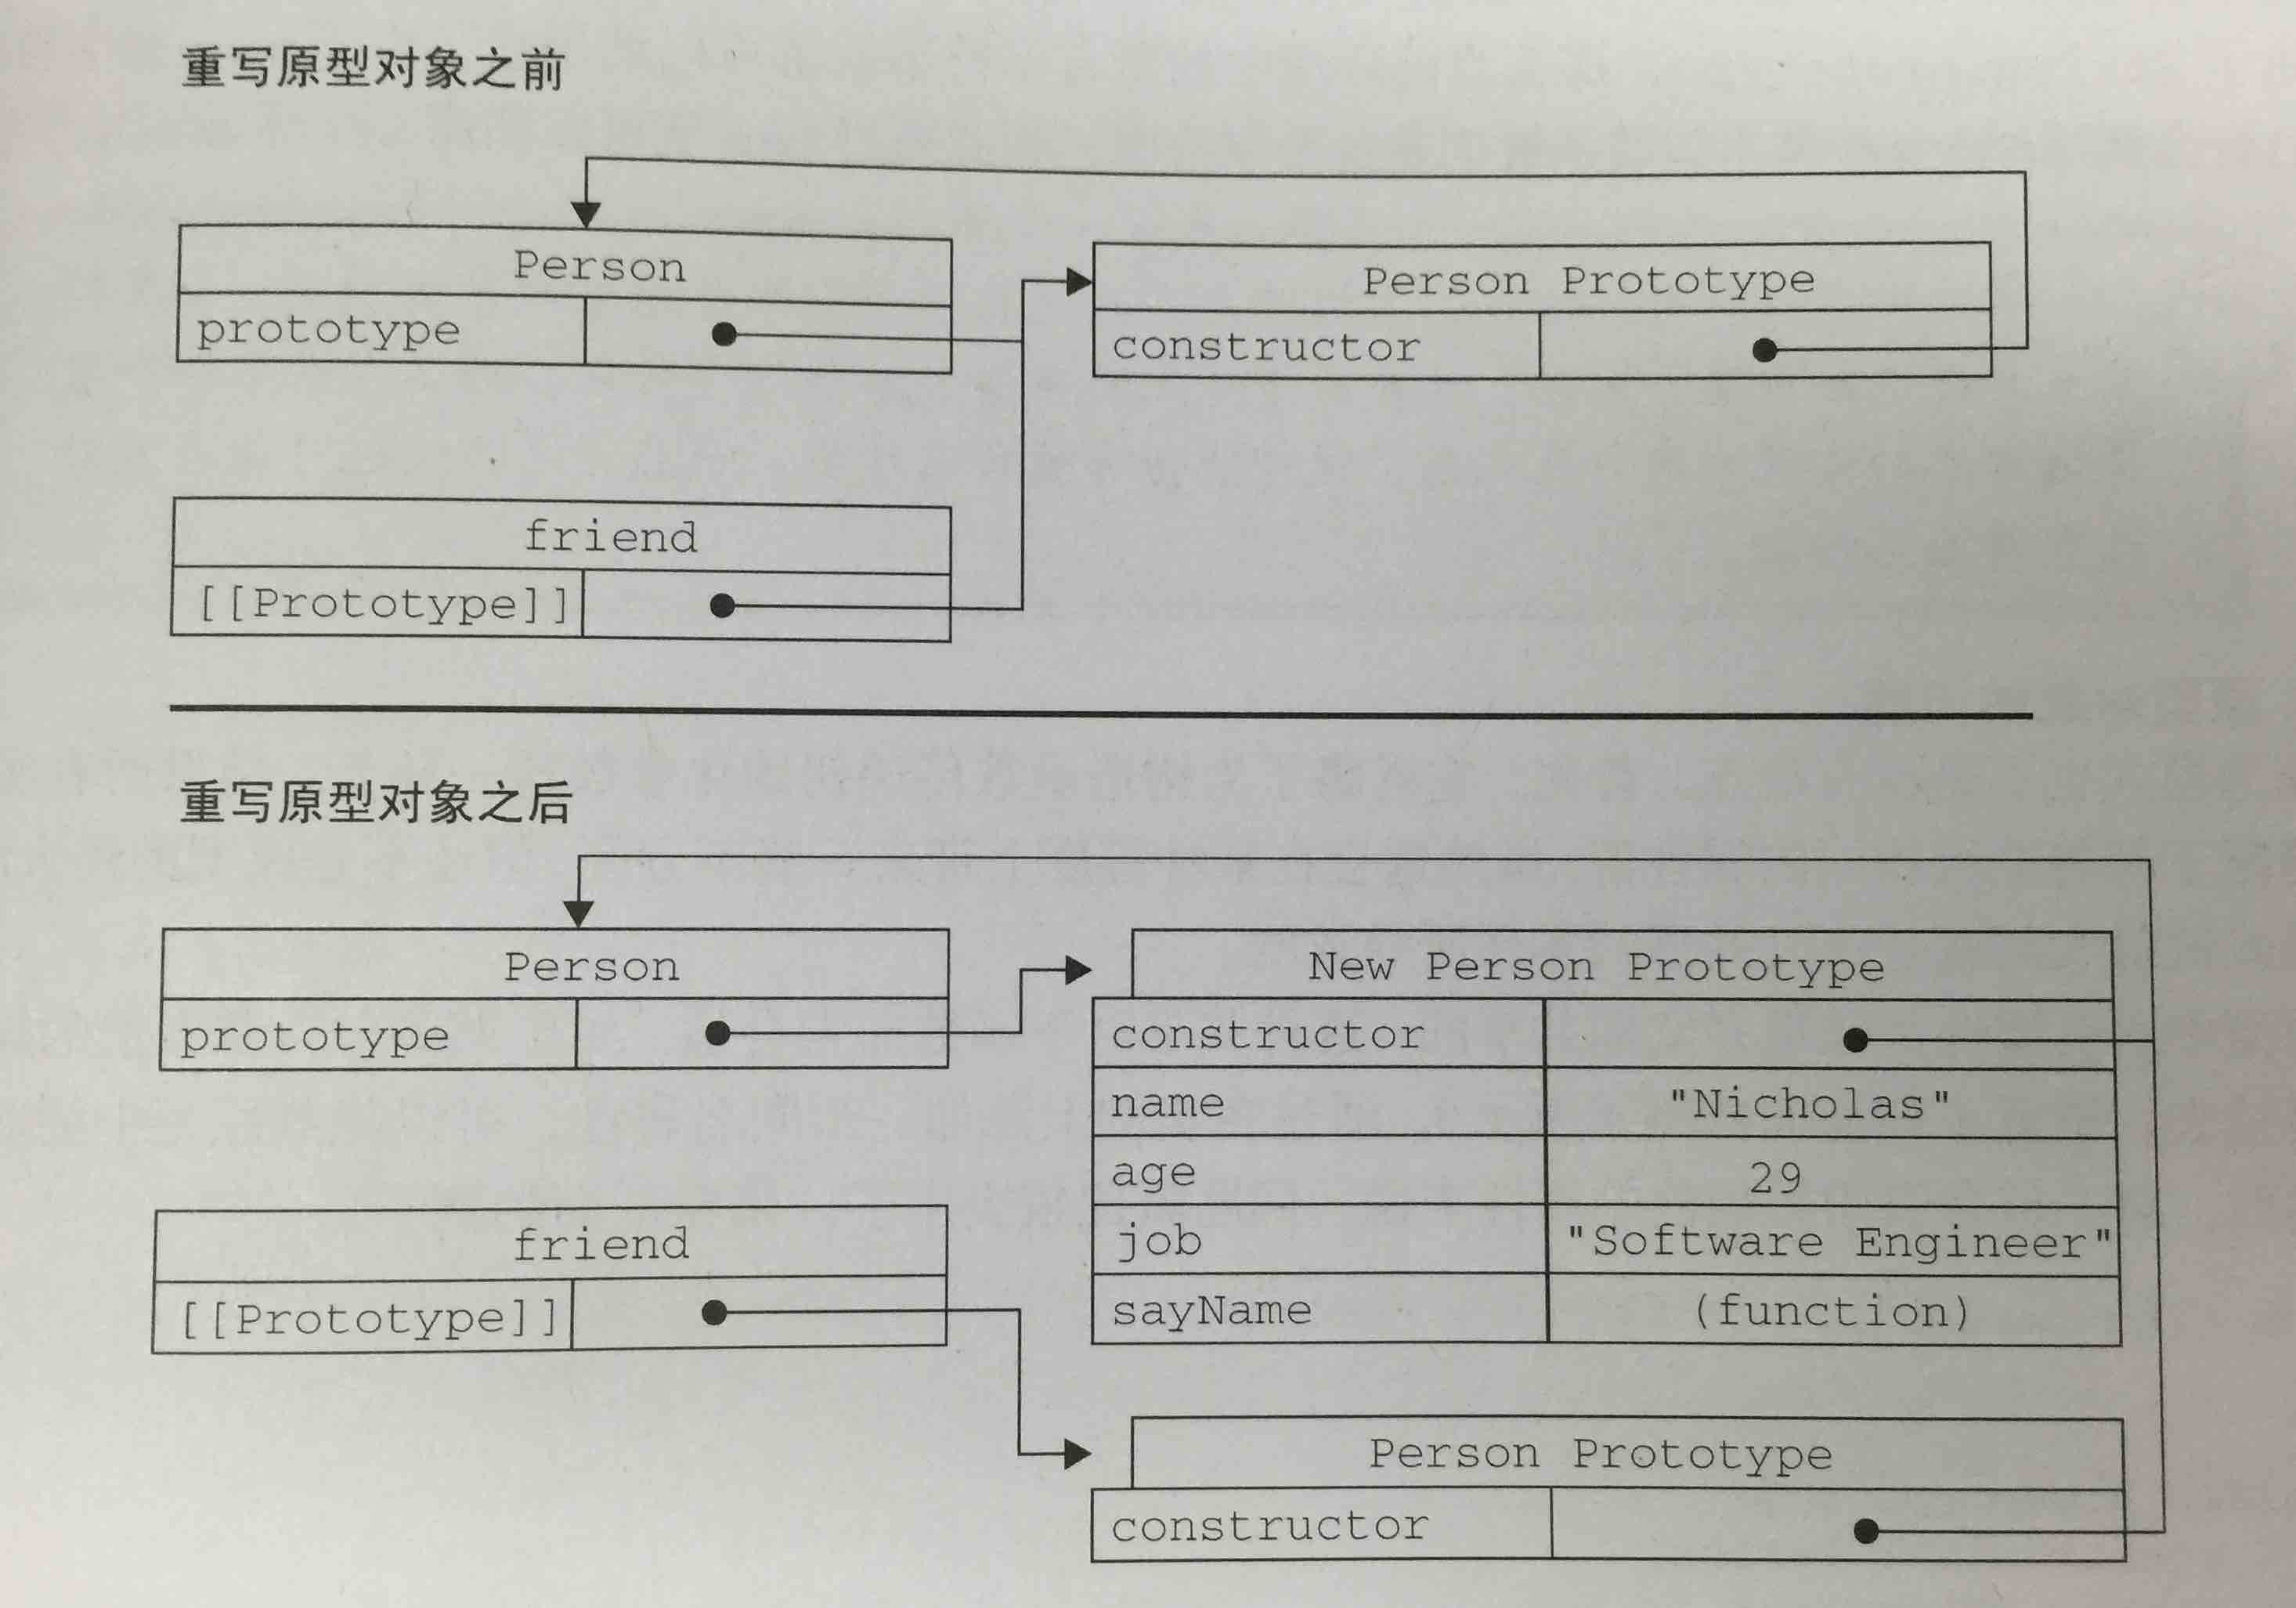 重写原型对象之前
Person
prototype
Person Prototype
constructor
friend
[[Prototype]]
重写原型对象之后
Person
prototype
New Person Prototype
constructor
name "Nicholas"
age 29
job "Software Engineer"
sayName (function)
friend
[[Prototype]]
Person Prototype
constructor